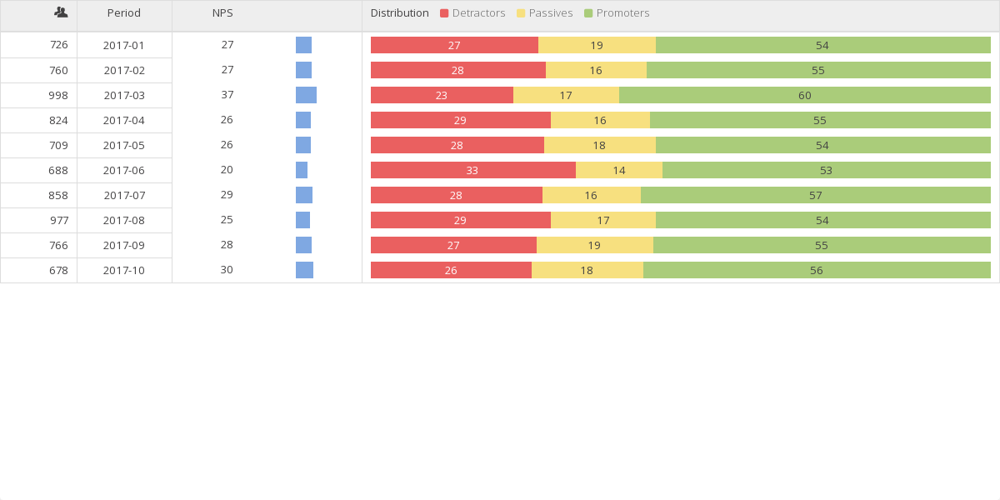 Period NPS Distribution Detractors Passives Promoters
726 2017-01 27 27 19 54
760 2017-02 27 28 16 55
998 2017-03 37 23 17 60
824 2017-04 26 29 16 55
709 2017-05 26 28 18 54
688 2017-06 20 33 14 53
858 2017-07 29 28 16 57
977 2017-08 25 29 17 54
766 2017-09 28 27 19 55
678 2017-10 30 26 18 56